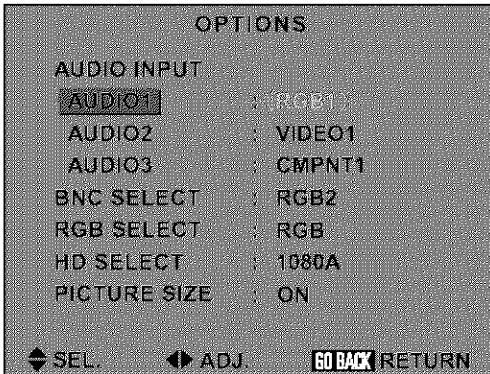 OPTIONS
AUDIO INPUT
AUDIO1 : (RGB1)
AUDIO2 : VIDEO1
AUDIO3 : CMPNT1
BNC SELECT : RGB2
RGB SELECT : RGB
HD SELECT : 1080A
PICTURE SIZE : ON
SEL. ADJ. GO BACK RETURN